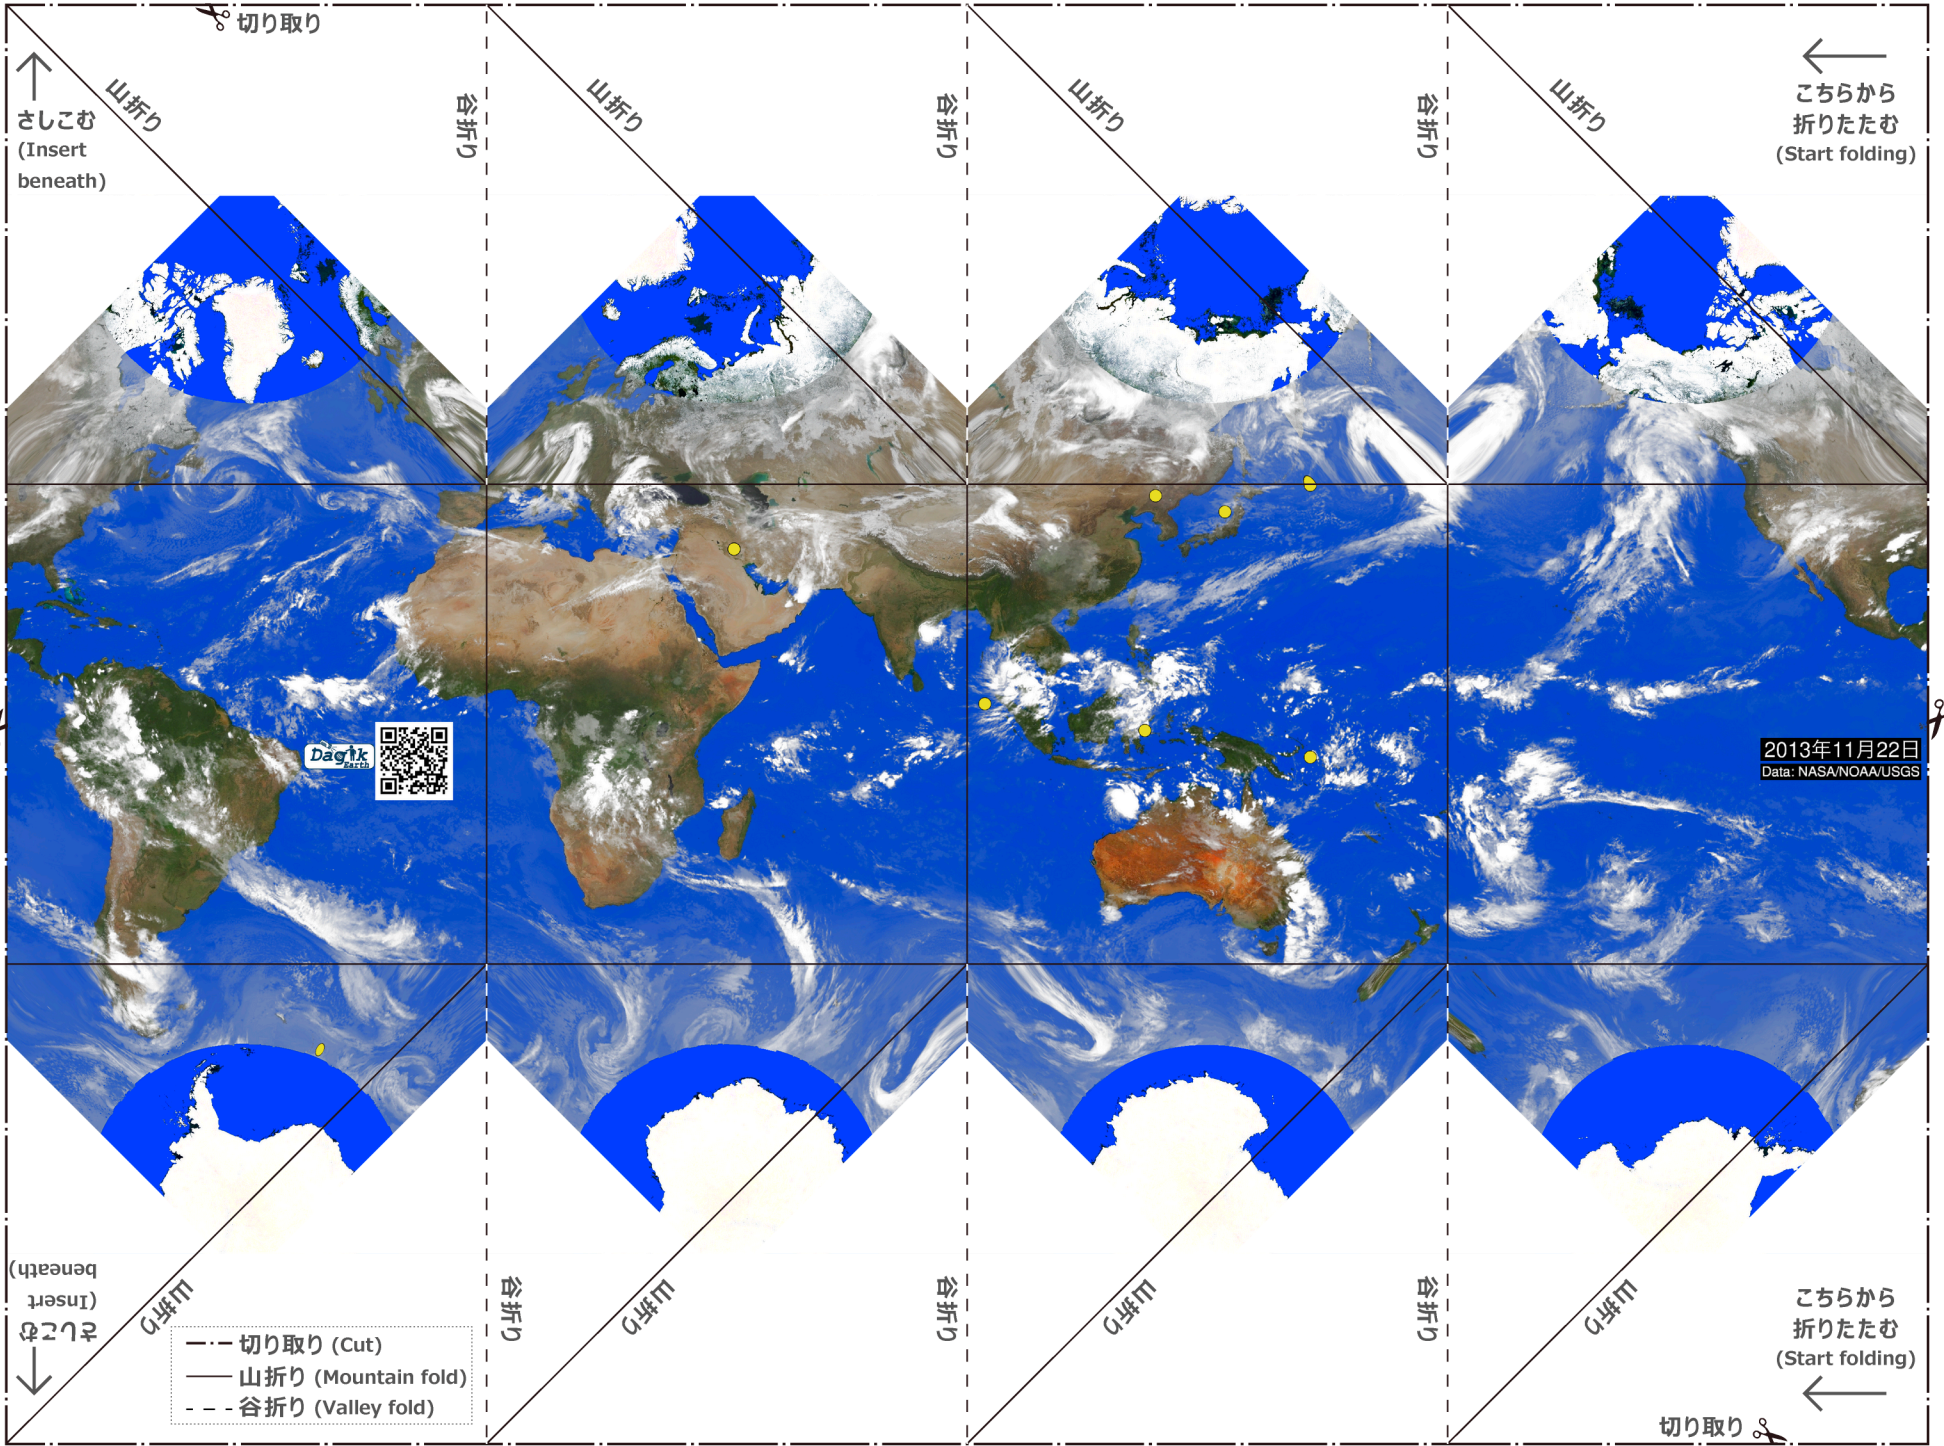 切り取り
さしこむ
(Insert
beneath)
山折り
谷折り
山折り
谷折り
山折り
谷折り
山折り
こちらから
折りたたむ
(Start folding)
Dagik
Earth
2013年11月22日
Data: NASA/NOAA/USGS
さしこむ
(Insert
beneath)
山折り
谷折り
山折り
谷折り
山折り
谷折り
山折り
切り取り (Cut)
山折り (Mountain fold)
谷折り (Valley fold)
こちらから
折りたたむ
(Start folding)
切り取り